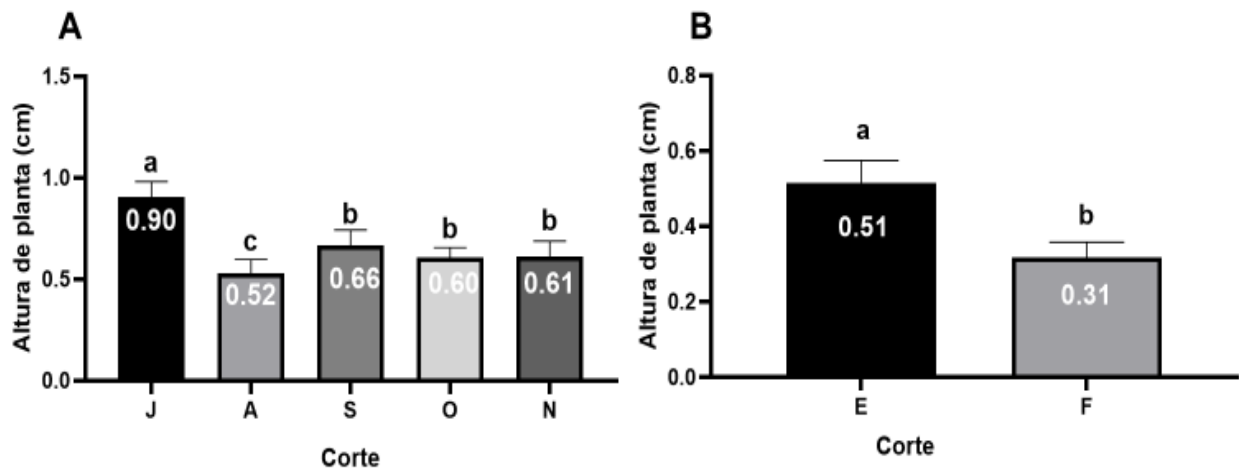 A
Altura de planta (cm)
1.5
1.0
0.5
0.0
a
c
b
b
b
0.90
0.52
0.66
0.60
0.61
J A S O N
Corte
B
Altura de planta (cm)
0.8
0.6
0.4
0.2
0.0
a
b
0.51
0.31
E F
Corte